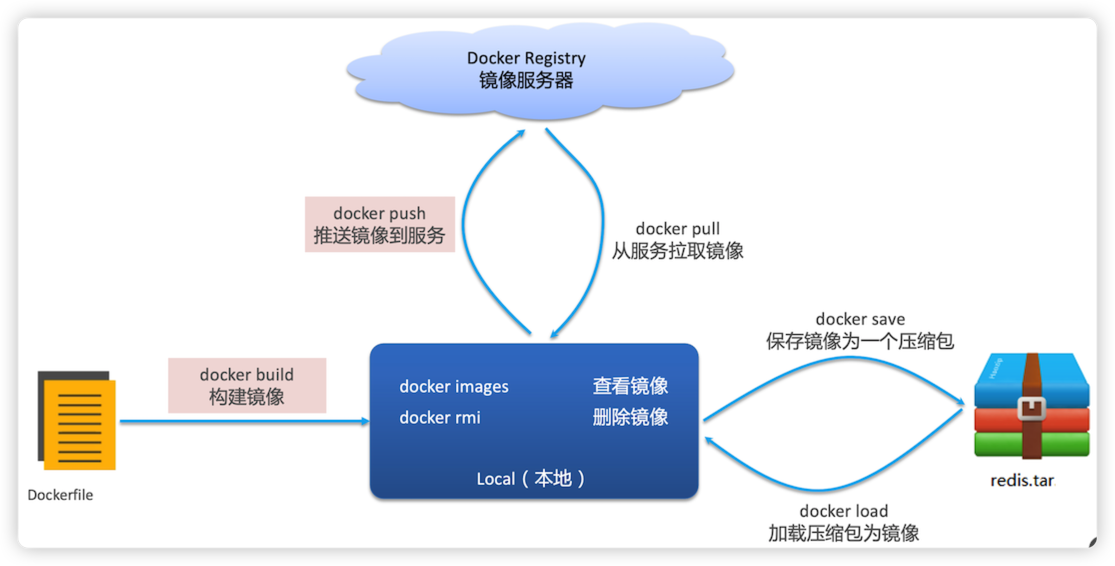 Docker Registry
镜像服务器
docker push
推送镜像到服务
docker pull
从服务拉取镜像
docker save
保存镜像为一个压缩包
docker build
构建镜像
docker images 查看镜像
docker rmi 删除镜像
Local（本地）
Dockerfile
redis.tar
docker load
加载压缩包为镜像